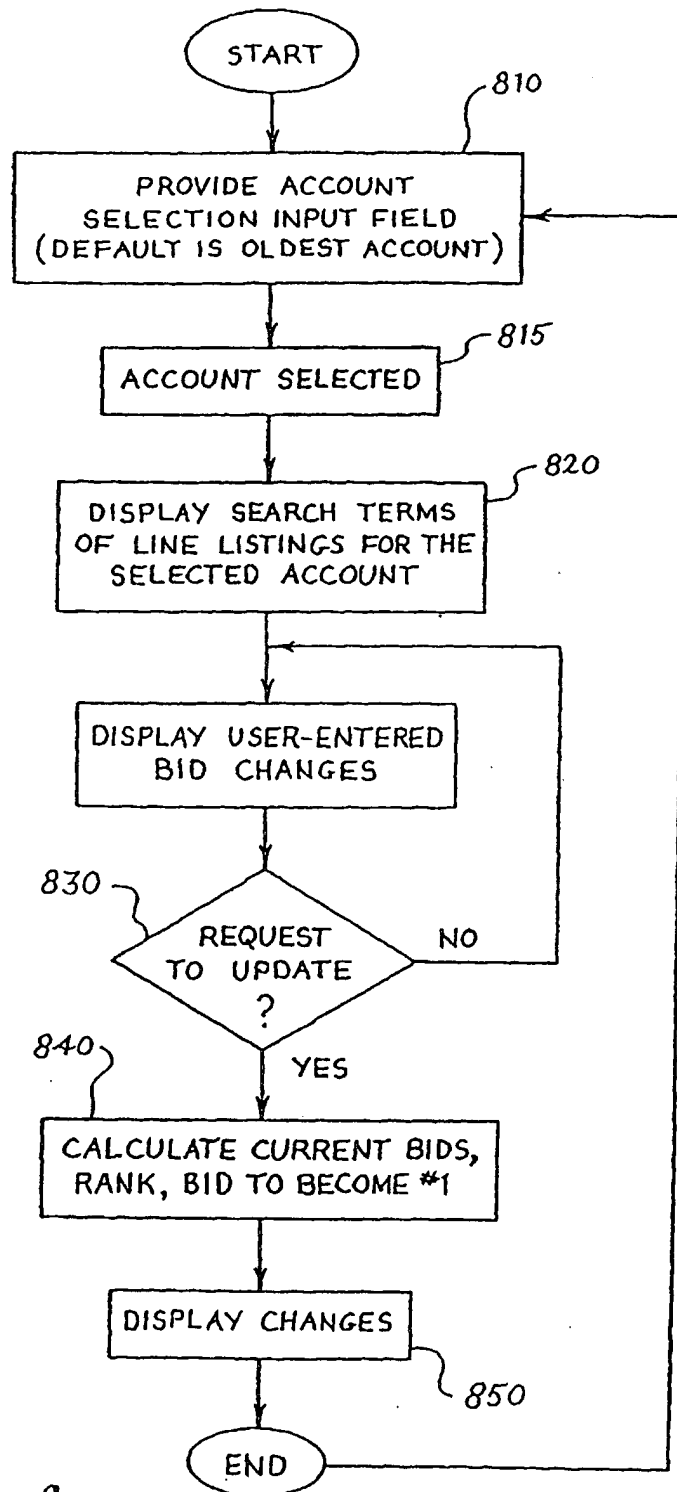 START
810
PROVIDE ACCOUNT
SELECTION INPUT FIELD
(DEFAULT IS OLDEST ACCOUNT)
815
ACCOUNT SELECTED
820
DISPLAY SEARCH TERMS
OF LINE LISTINGS FOR THE
SELECTED ACCOUNT
DISPLAY USER-ENTERED
BID CHANGES
830
REQUEST
TO UPDATE
?
NO
YES
840
CALCULATE CURRENT BIDS,
RANK, BID TO BECOME #1
DISPLAY CHANGES
850
END